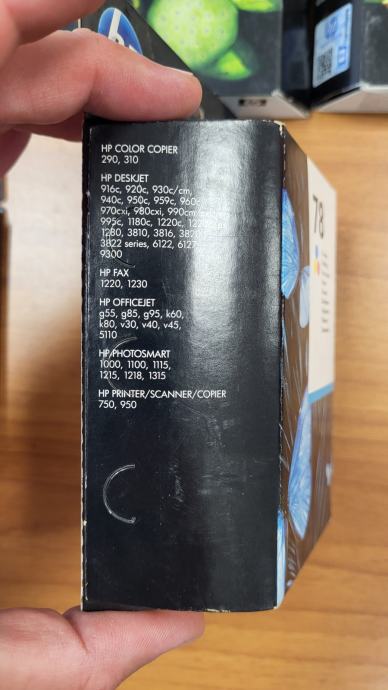 HP COLOR COPIER
290, 310
HP DESKJET
916c, 920c, 930c/cm,
940c, 950c, 959c, 960c
970cxi, 980cxi, 990cm
995c, 1180c, 1220c,
1280, 3810, 3816, 3820
3822 series, 6122, 6127
9300
HP FAX
1220, 1230
HP OFFICEJET
g55, g85, g95, k60,
k80, v30, v40, v45,
5110
HP PHOTOSMART
1000, 1100, 1115,
1215, 1218, 1315
HP PRINTER/SCANNER/COPIER
750, 950
78